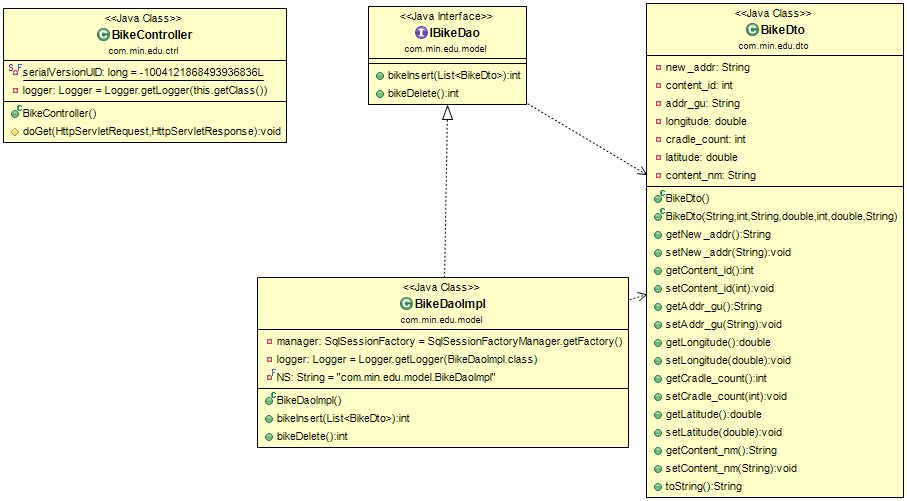 <<Java Class>>
BikeController
com.min.edu.ctrl
serialVersionUID: long = -1004121868493936836L
logger: Logger = Logger.getLogger(this.getClass())
BikeController()
doGet(HttpServletRequest,HttpServletResponse):void
<<Java Interface>>
IBikeDao
com.min.edu.model
bikeInsert(List<BikeDto>):int
bikeDelete():int
<<Java Class>>
BikeDto
com.min.edu.dto
new_addr: String
content_id: int
addr_gu: String
longitude: double
cradle_count: int
latitude: double
content_nm: String
BikeDto()
BikeDto(String,int,String,double,int,double,String)
getNew_addr():String
setNew_addr(String):void
getContent_id():int
setContent_id(int):void
getAddr_gu():String
setAddr_gu(String):void
getLongitude():double
setLongitude(double):void
getCradle_count():int
setCradle_count(int):void
getLatitude():double
setLatitude(double):void
getContent_nm():String
setContent_nm(String):void
toString():String
<<Java Class>>
BikeDaoImpl
com.min.edu.model
manager: SqlSessionFactory = SqlSessionFactoryManager.getFactory()
logger: Logger = Logger.getLogger(BikeDaoImpl.class)
NS: String = "com.min.edu.model.BikeDaoImpl"
BikeDaoImpl()
bikeInsert(List<BikeDto>):int
bikeDelete():int